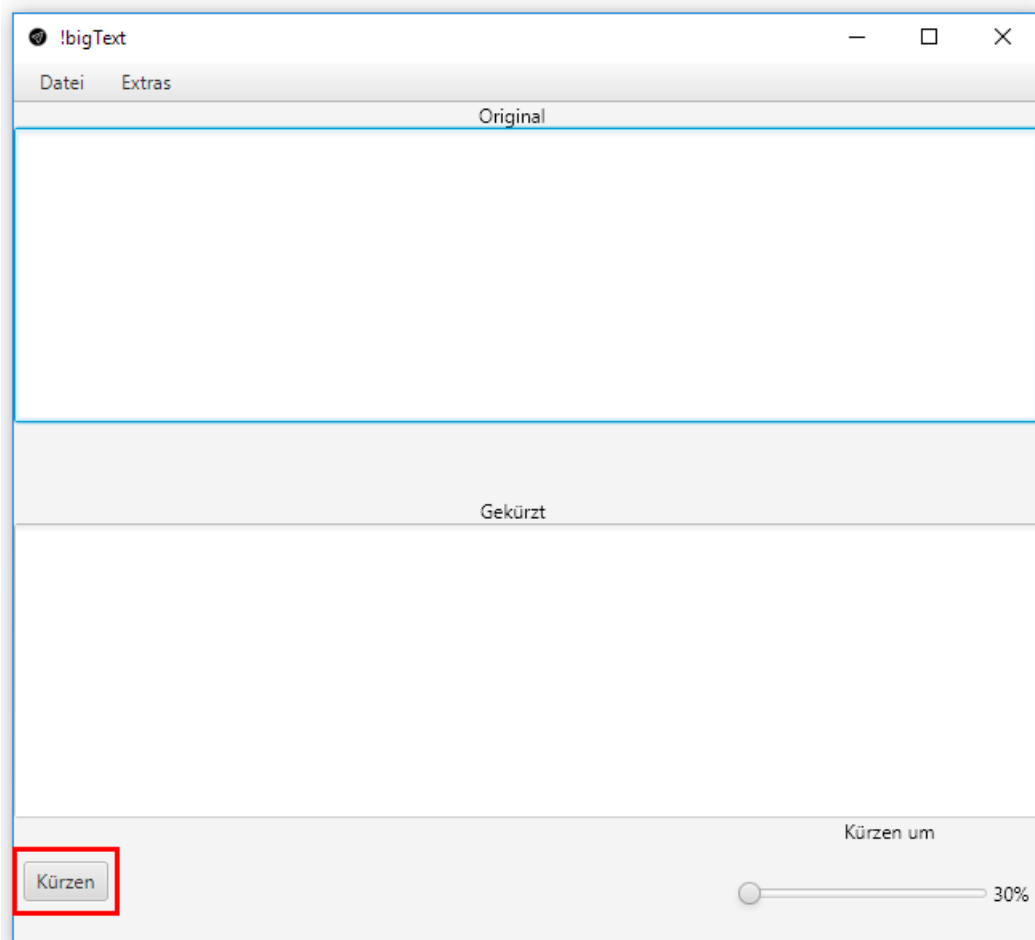 !bigText
Datei Extras
Original
Gekürzt
Kürzen um
Kürzen
30%